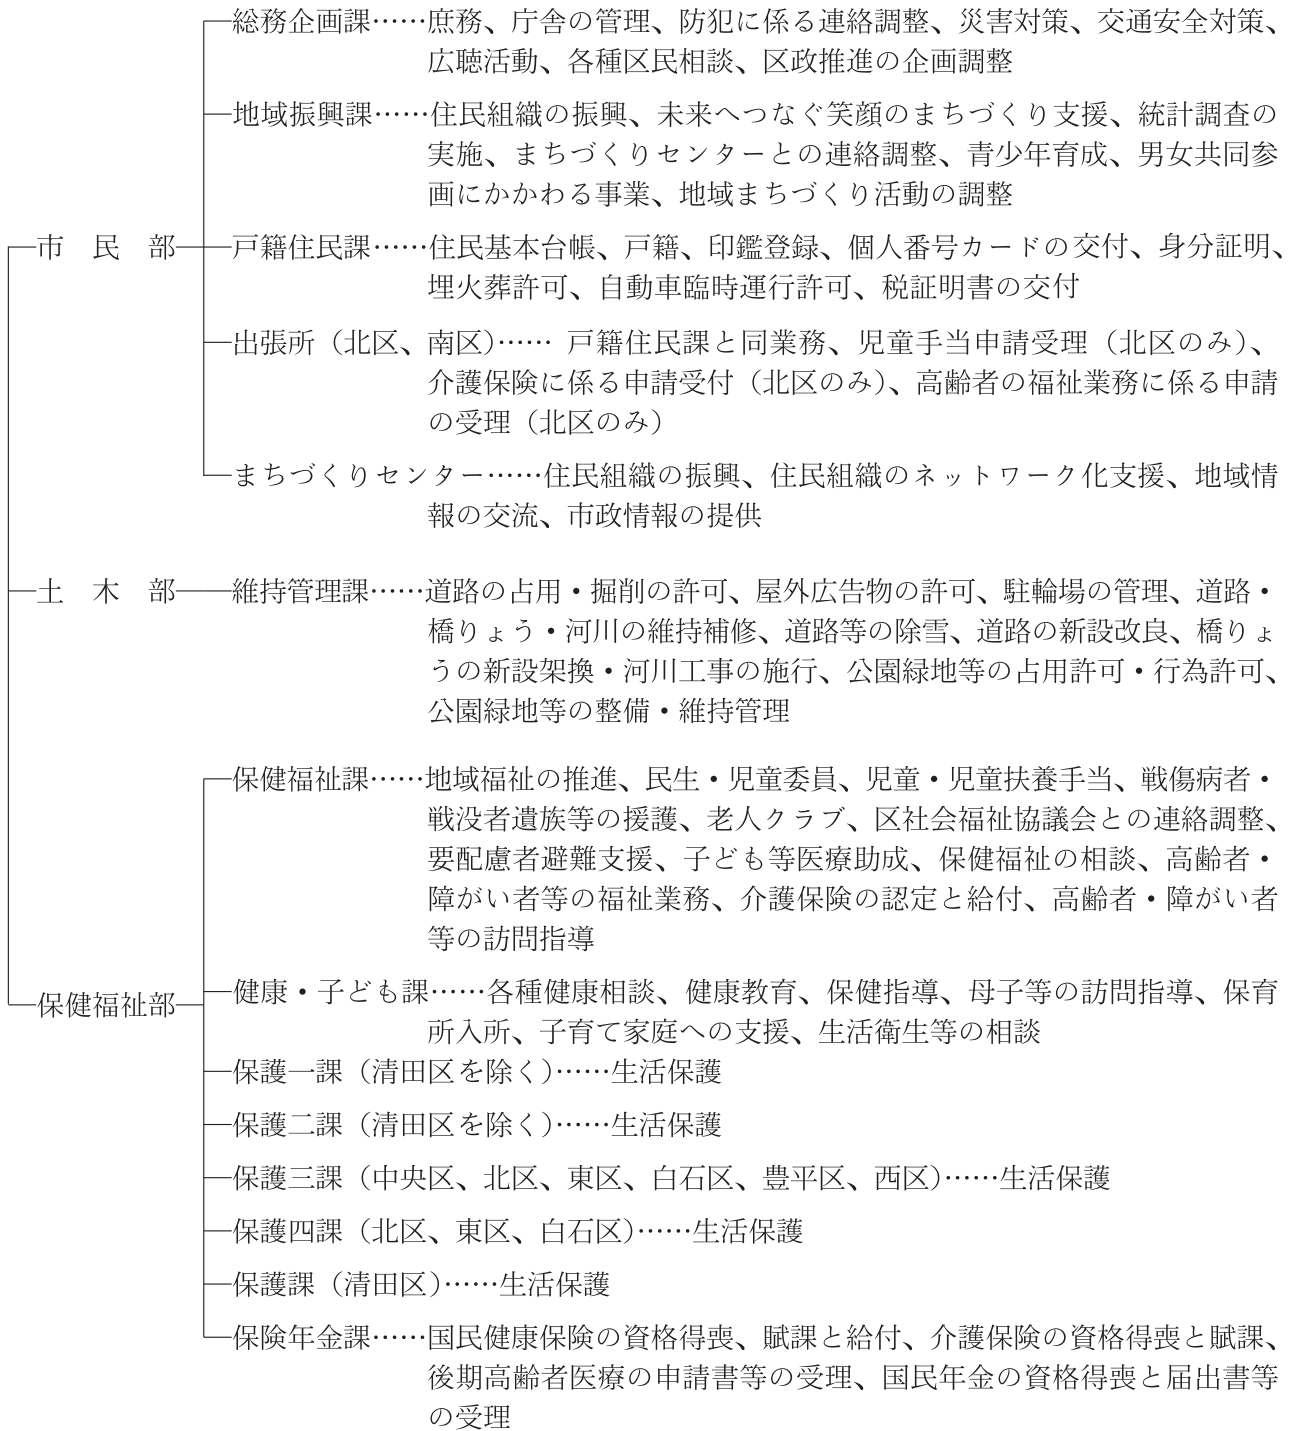 総務企画課……庶務、庁舎の管理、防犯に係る連絡調整、災害対策、交通安全対策、
広聴活動、各種区民相談、区政推進の企画調整
地域振興課……住民組織の振興、未来へつなぐ笑顔のまちづくり支援、統計調査の
実施、まちづくりセンターとの連絡調整、青少年育成、男女共同参
画にかかわる事業、地域まちづくり活動の調整
市　民　部
戸籍住民課……住民基本台帳、戸籍、印鑑登録、個人番号カードの交付、身分証明、
埋火葬許可、自動車臨時運行許可、税証明書の交付
出張所（北区、南区）…… 戸籍住民課と同業務、児童手当申請受理（北区のみ）、
介護保険に係る申請受付（北区のみ）、高齢者の福祉業務に係る申請
の受理（北区のみ）
まちづくりセンター……住民組織の振興、住民組織のネットワーク化支援、地域情
報の交流、市政情報の提供
土　木　部
維持管理課……道路の占用・掘削の許可、屋外広告物の許可、駐輪場の管理、道路・
橋りょう・河川の維持補修、道路等の除雪、道路の新設改良、橋りょ
うの新設架換・河川工事の施行、公園緑地等の占用許可・行為許可、
公園緑地等の整備・維持管理
保健福祉課……地域福祉の推進、民生・児童委員、児童・児童扶養手当、戦傷病者・
戦没者遺族等の援護、老人クラブ、区社会福祉協議会との連絡調整、
要配慮者避難支援、子ども等医療助成、保健福祉の相談、高齢者・
障がい者等の福祉業務、介護保険の認定と給付、高齢者・障がい者
等の訪問指導
保健福祉部
健康・子ども課……各種健康相談、健康教育、保健指導、母子等の訪問指導、保育
所入所、子育て家庭への支援、生活衛生等の相談
保護一課（清田区を除く）……生活保護
保護二課（清田区を除く）……生活保護
保護三課（中央区、北区、東区、白石区、豊平区、西区）……生活保護
保護四課（北区、東区、白石区）……生活保護
保護課（清田区）……生活保護
保険年金課……国民健康保険の資格得喪、賦課と給付、介護保険の資格得喪と賦課、
後期高齢者医療の申請書等の受理、国民年金の資格得喪と届出書等
の受理